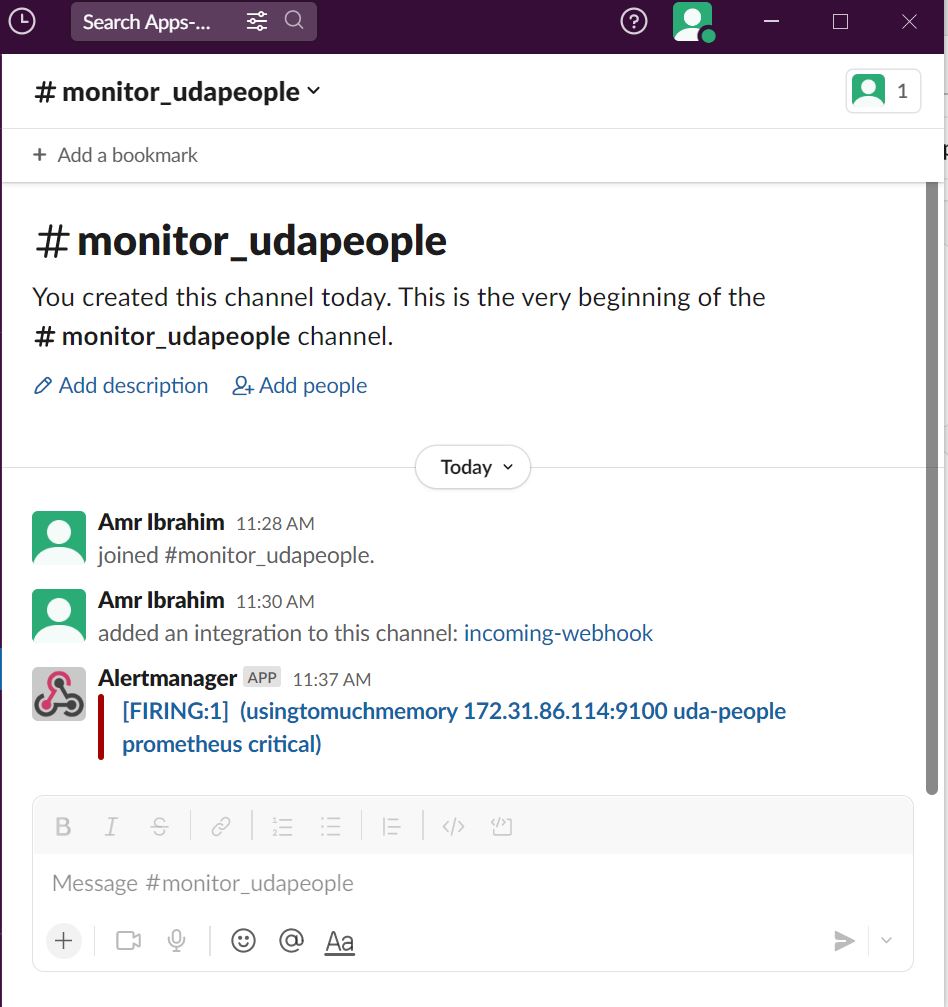 Search Apps-...
# monitor_udapeople
1
+ Add a bookmark
# monitor_udapeople
You created this channel today. This is the very beginning of the
# monitor_udapeople channel.
Add description Add people
Today
Amr Ibrahim 11:28 AM
joined #monitor_udapeople.
Amr Ibrahim 11:30 AM
added an integration to this channel: incoming-webhook
Alertmanager APP 11:37 AM
[FIRING:1] (usingtomuchmemory 172.31.86.114:9100 uda-people
prometheus critical)
B I S
Message #monitor_udapeople
+ @ Aa